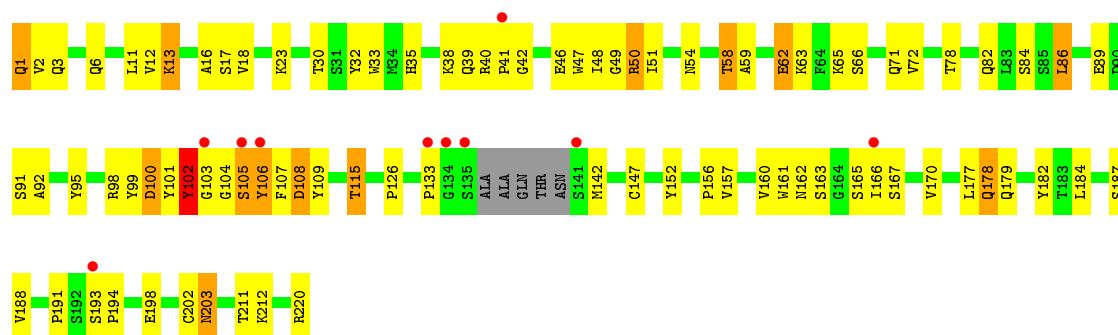 Q1 V2 Q3 Q6 L11 V12 K13 A16 S17 V18 K23 T30 S31 Y32 W33 M34 H35 K38 Q39 R40 P41 G42 E46 W47 I48 G49 R50 I51 N54 T58 A59 E62 K63 F64 K65 S66 Q71 V72 T78 Q82 L83 S84 S85 L86 E89 D90
S91 A92 Y95 R98 Y99 D100 Y101 Y102 G103 G104 S105 Y106 F107 D108 Y109 T115 P126 P133 G134 S135 ALA ALA GLN THR ASN S141 M142 C147 Y152 P156 V157 V160 W161 N162 S163 G164 S165 I166 S167 V170 L177 Q178 Q179 Y182 T183 L184 S187
V188 P191 S192 S193 P194 E198 C202 N203 T211 K212 R220